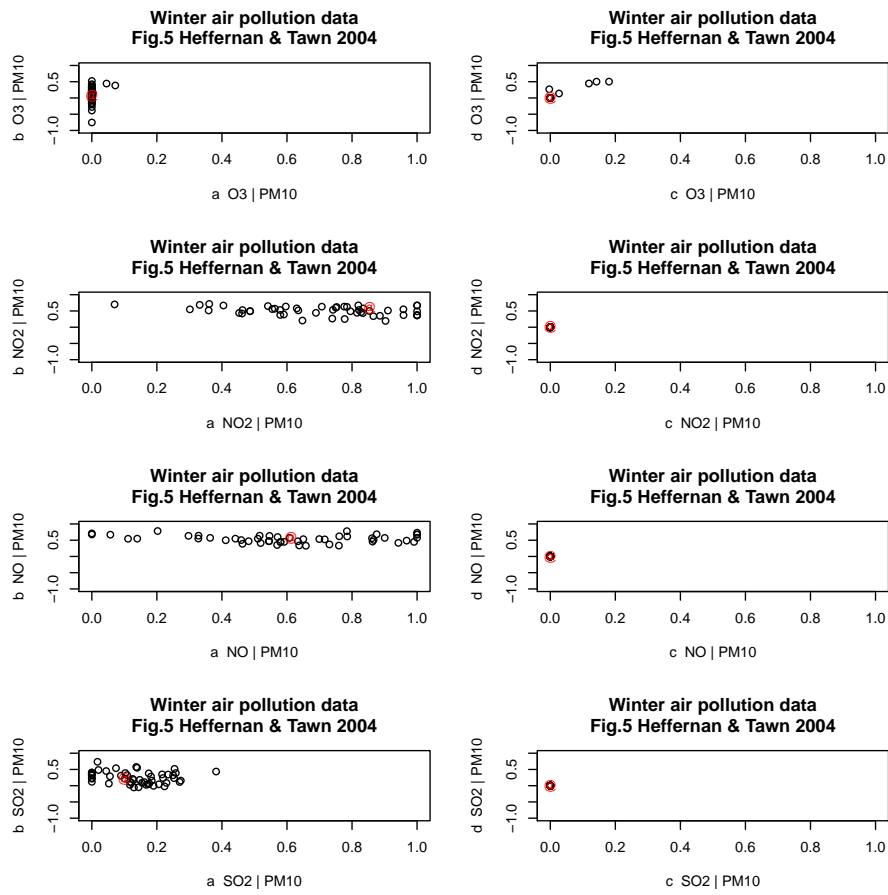 Winter air pollution data
Fig.5 Heffernan & Tawn 2004
b O3 | PM10
−1.0 0.5
0.0 0.2 0.4 0.6 0.8 1.0
a O3 | PM10
Winter air pollution data
Fig.5 Heffernan & Tawn 2004
d O3 | PM10
−1.0 0.5
0.0 0.2 0.4 0.6 0.8 1.0
c O3 | PM10
Winter air pollution data
Fig.5 Heffernan & Tawn 2004
b NO2 | PM10
−1.0 0.5
0.0 0.2 0.4 0.6 0.8 1.0
a NO2 | PM10
Winter air pollution data
Fig.5 Heffernan & Tawn 2004
d NO2 | PM10
−1.0 0.5
0.0 0.2 0.4 0.6 0.8 1.0
c NO2 | PM10
Winter air pollution data
Fig.5 Heffernan & Tawn 2004
b NO | PM10
−1.0 0.5
0.0 0.2 0.4 0.6 0.8 1.0
a NO | PM10
Winter air pollution data
Fig.5 Heffernan & Tawn 2004
d NO | PM10
−1.0 0.5
0.0 0.2 0.4 0.6 0.8 1.0
c NO | PM10
Winter air pollution data
Fig.5 Heffernan & Tawn 2004
b SO2 | PM10
−1.0 0.5
0.0 0.2 0.4 0.6 0.8 1.0
a SO2 | PM10
Winter air pollution data
Fig.5 Heffernan & Tawn 2004
d SO2 | PM10
−1.0 0.5
0.0 0.2 0.4 0.6 0.8 1.0
c SO2 | PM10